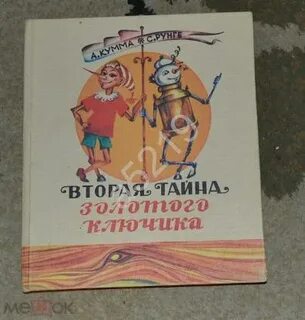 А. КУММА и С. РУНГЕ
ВТОРАЯ ТАЙНА
ЗОЛОТОГО
КЛЮЧИКА